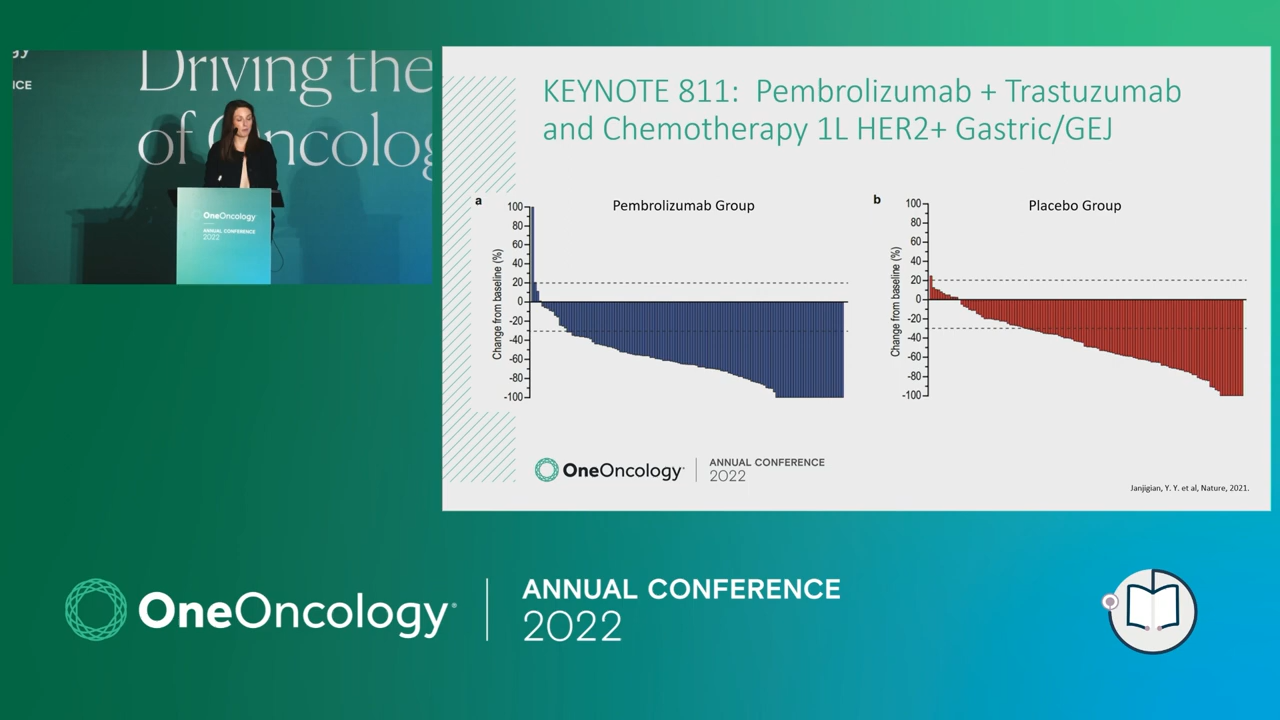 gy
ICE
Driving the
of Oncolog
OneOncology
ANNUAL CONFERENCE
2022
KEYNOTE 811: Pembrolizumab + Trastuzumab
and Chemotherapy 1L HER2+ Gastric/GEJ
a
Pembrolizumab Group
Change from baseline (%)
100
80
60
40
20
0
-20
-40
-60
-80
-100
b
Placebo Group
Change from baseline (%)
100
80
60
40
20
0
-20
-40
-60
-80
-100
OneOncology
ANNUAL CONFERENCE
2022
Janjigian, Y. Y. et al, Nature, 2021.
OneOncology
ANNUAL CONFERENCE
2022